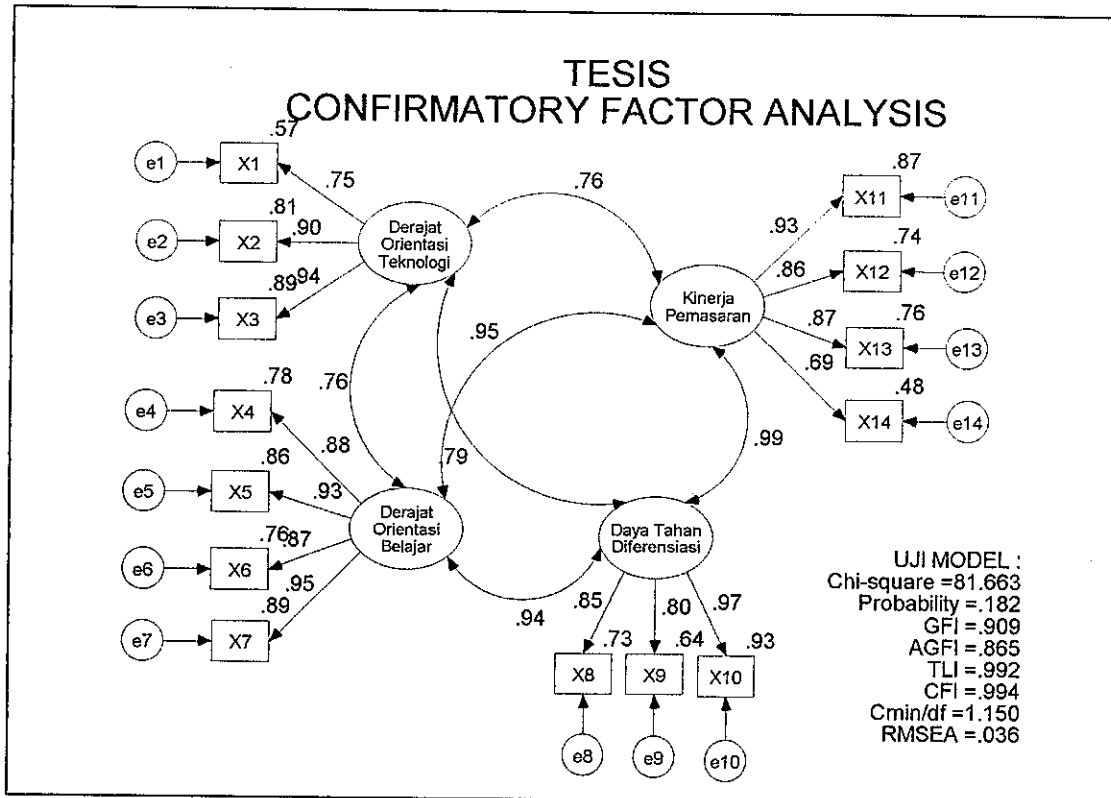 TESIS
CONFIRMATORY FACTOR ANALYSIS
.57
e1
X1
.75
.81
e2
X2
.90
Derajat
Orientasi
Teknologi
.89
.94
e3
X3
.76
.87
X11
e11
.93
.74
X12
e12
.86
Kinerja
Pemasaran
.76
.87
X13
e13
.69
.48
X14
e14
.95
.76
.79
.99
.78
e4
X4
.88
.86
e5
X5
.93
Derajat
Orientasi
Belajar
.76
.87
e6
X6
.95
.89
e7
X7
.94
Daya Tahan
Diferensiasi
.85
.80
.97
.73
.64
.93
X8
X9
X10
e8
e9
e10
UJI MODEL :
Chi-square =81.663
Probability =.182
GFI =.909
AGFI =.865
TLI =.992
CFI =.994
Cmin/df =1.150
RMSEA =.036